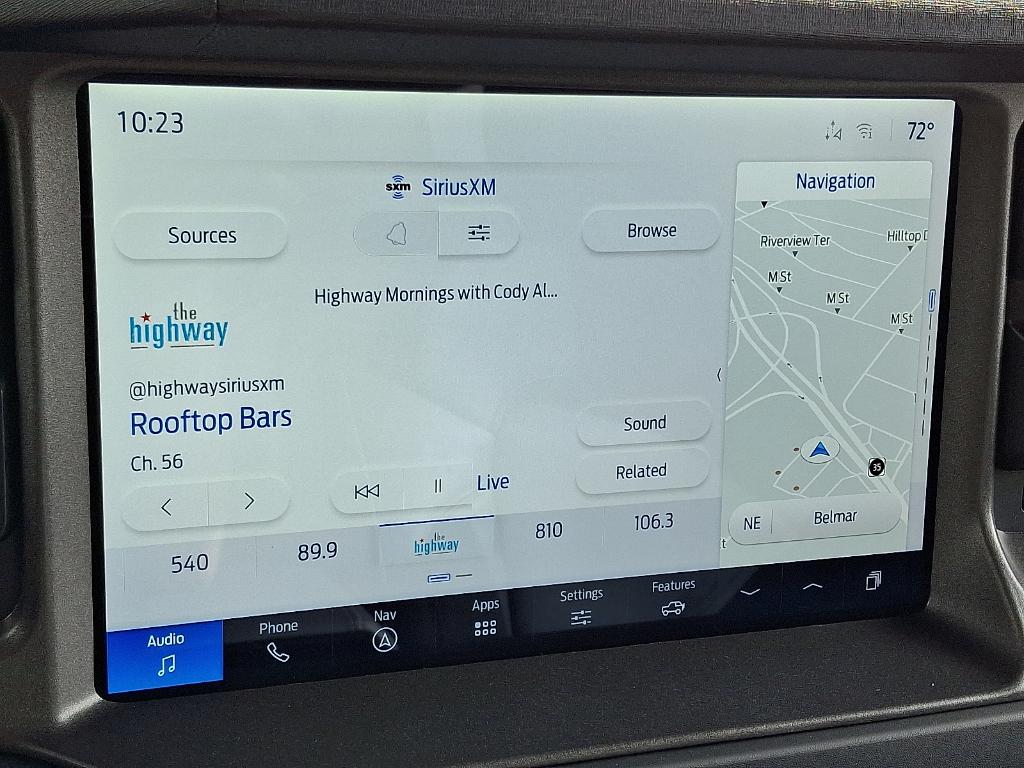 10:23
72°
sxm SiriusXM
Navigation
Sources
Browse
Highway Mornings with Cody Al...
the
highway
@highwaysiriusxm
Rooftop Bars
Ch. 56
Sound
Related
Live
Riverview Ter
Hilltop D
M St
M St
M St
35
NE
Belmar
t
540
89.9
the
highway
810
106.3
Audio
Phone
Nav
Apps
Settings
Features